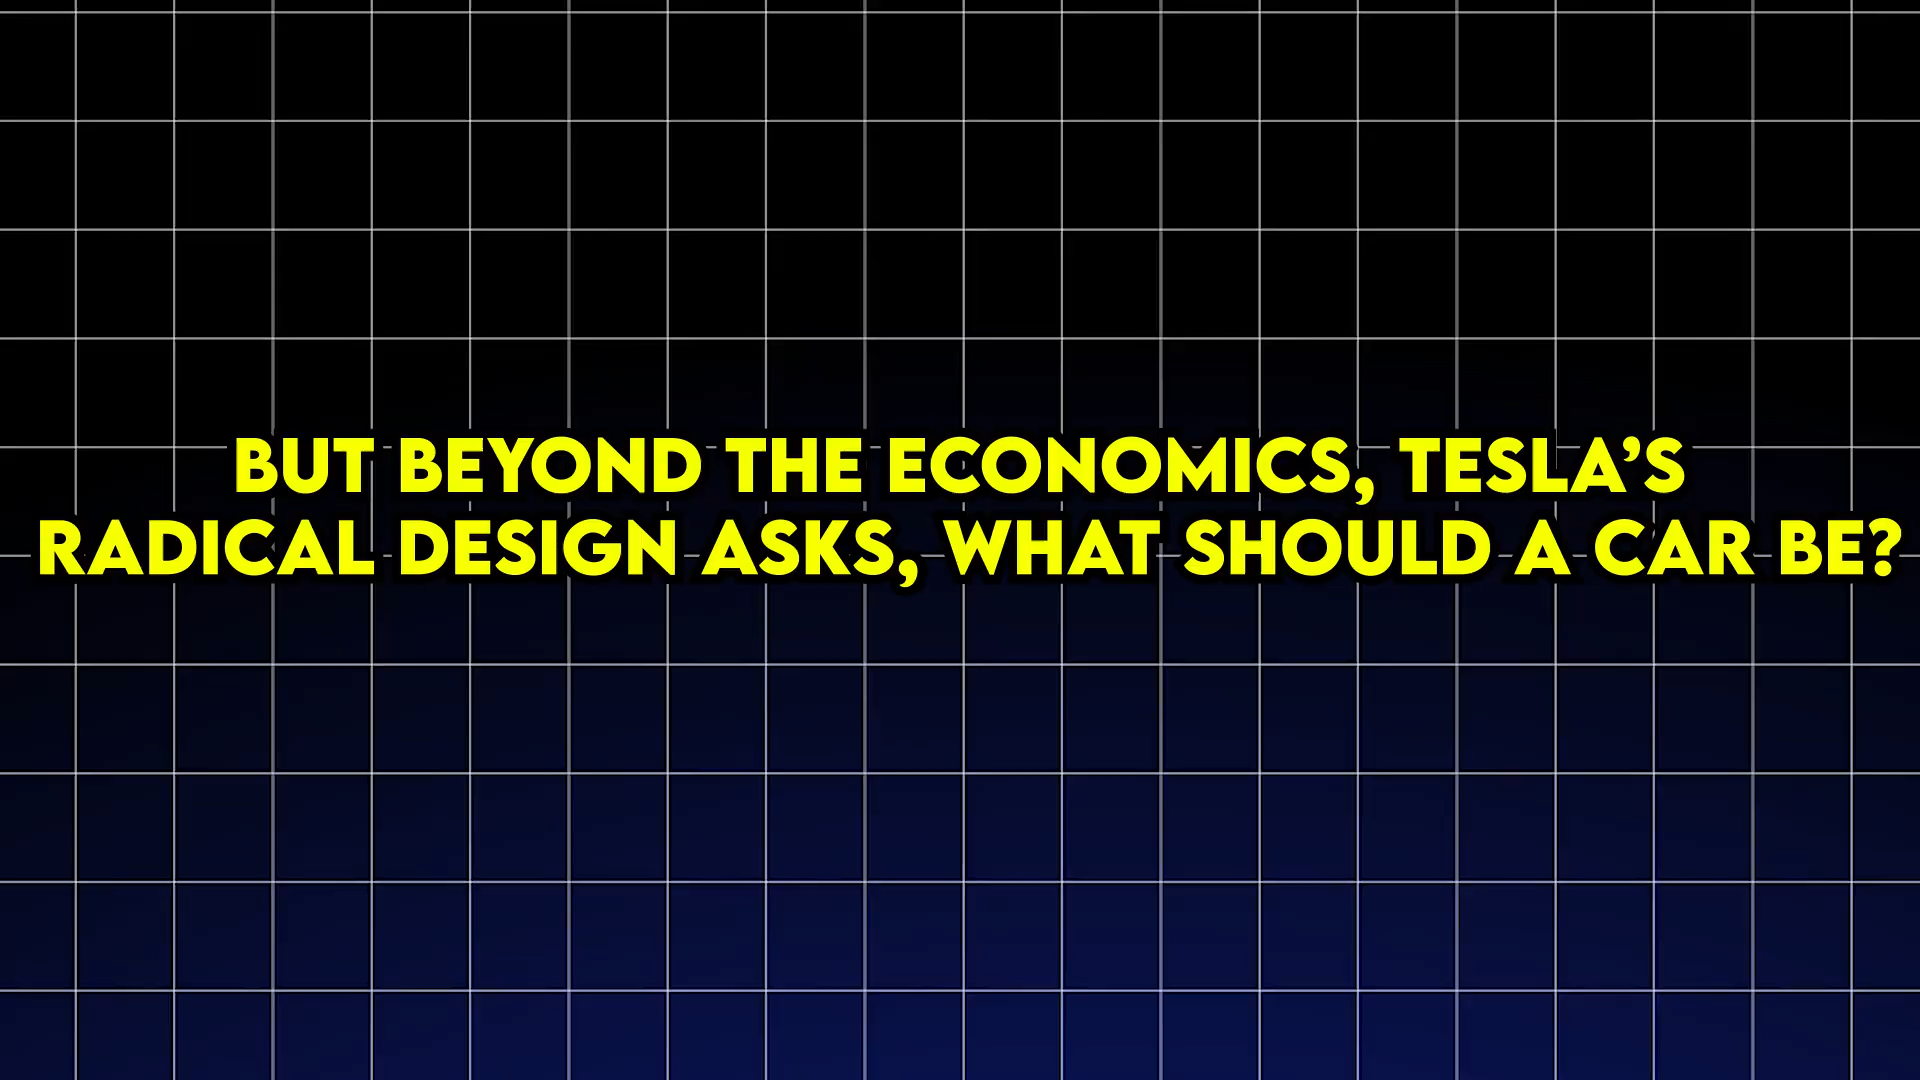 BUT BEYOND THE ECONOMICS, TESLA’S
RADICAL DESIGN ASKS, WHAT SHOULD A CAR BE?